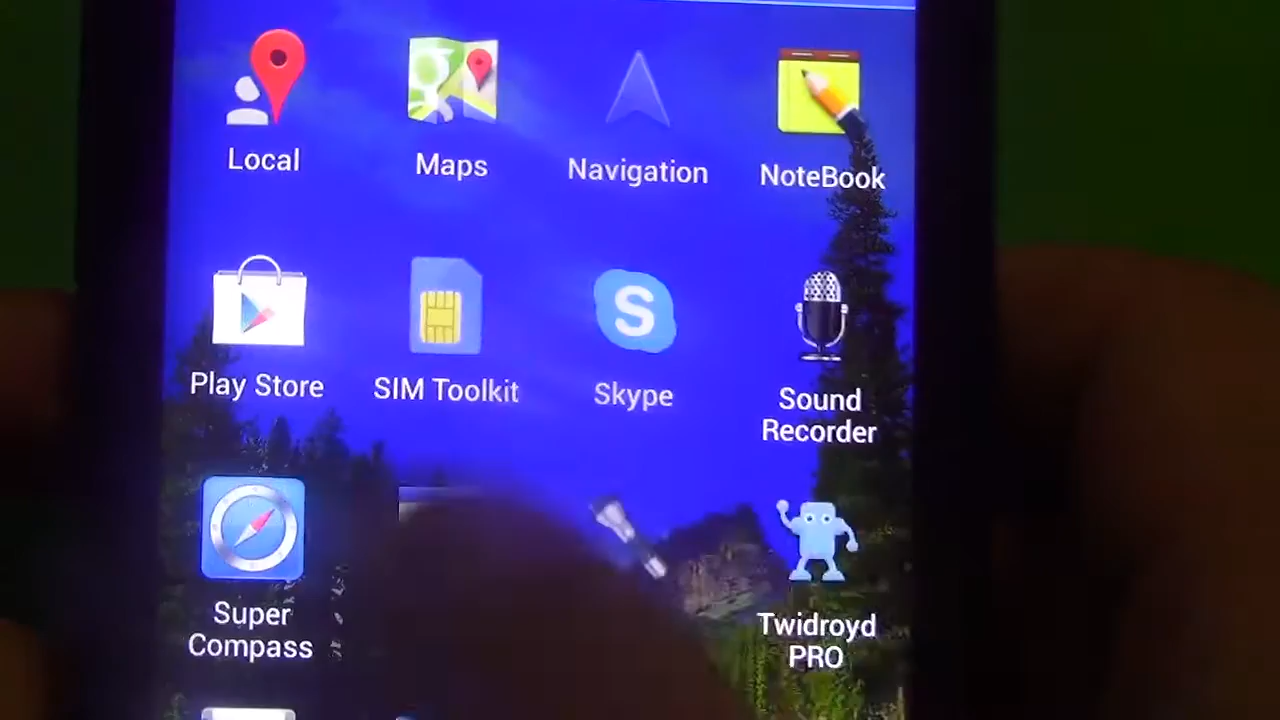 Local
Maps
Navigation
NoteBook
Play Store
SIM Toolkit
S
Skype
Sound
Recorder
Super
Compass
Twidroyd
PRO